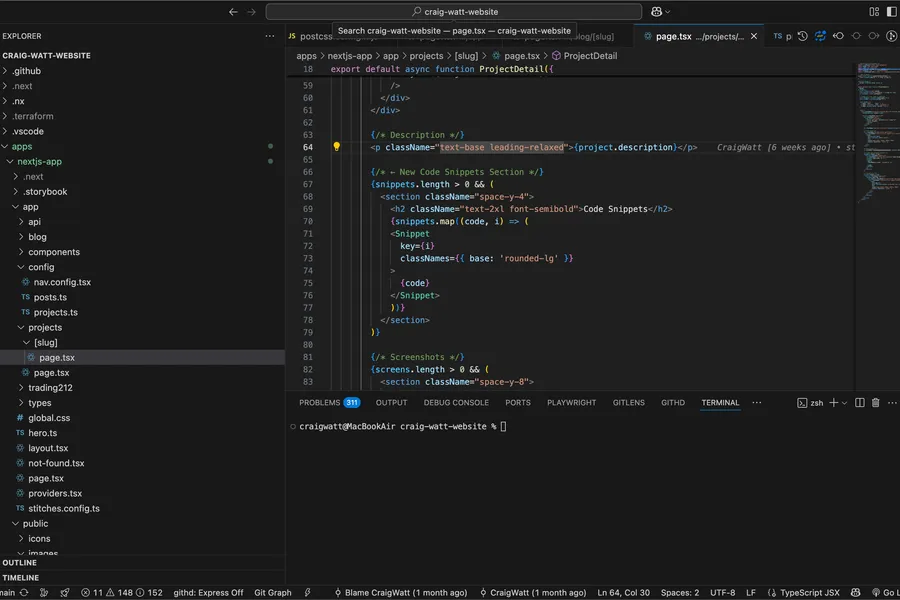 craig-watt-website
Search craig-watt-website — page.tsx — craig-watt-website
EXPLORER
CRAIG-WATT-WEBSITE
.github
.next
.nx
.terraform
.vscode
apps
nextjs-app
.next
.storybook
app
api
blog
components
config
nav.config.tsx
TS posts.ts
TS projects.ts
projects
[slug]
page.tsx
page.tsx
trading212
types
# global.css
TS hero.ts
layout.tsx
not-found.tsx
page.tsx
providers.tsx
TS stitches.config.ts
public
icons
images
OUTLINE
TIMELINE
JS postcss
page.tsx .../projects/...
TS p
apps > nextjs-app > app > projects > [slug] > page.tsx > ProjectDetail
18 export default async function ProjectDetail({
59 />
60 </div>
61 </div>
62
63 {/* Description */}
64 <p className="text-base leading-relaxed">{project.description}</p> CraigWatt [6 weeks ago] • st
65
66 {/* ← New Code Snippets Section */}
67 {snippets.length > 0 && (
68 <section className="space-y-4">
69 <h2 className="text-2xl font-semibold">Code Snippets</h2>
70 {snippets.map((code, i) => (
71 <Snippet
72 key={i}
73 classNames={{ base: 'rounded-lg' }}
74 >
75 {code}
76 </Snippet>
77 ))}
78 </section>
79 )}
80
81 {/* Screenshots */}
82 {screens.length > 0 && (
83 <section className="space-y-8">
PROBLEMS 311 OUTPUT DEBUG CONSOLE PORTS PLAYWRIGHT GITLENS GITHD TERMINAL zsh
craigwatt@MacBookAir craig-watt-website %
main 11 148 152 githd: Express Off Git Graph Blame CraigWatt (1 month ago) CraigWatt (1 month ago) Ln 64, Col 30 Spaces: 2 UTF-8 LF TypeScript JSX Go L